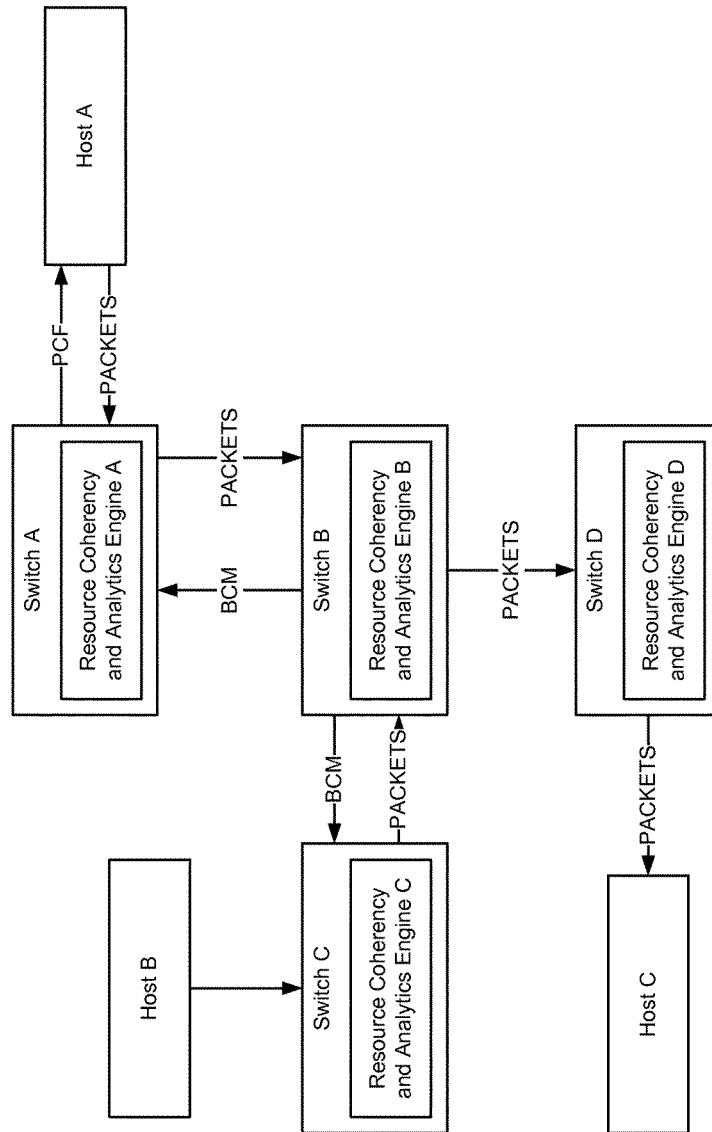 Host A
PCF
PACKETS
Switch A
Resource Coherency
and Analytics Engine A
PACKETS
BCM
Switch B
Resource Coherency
and Analytics Engine B
PACKETS
Switch D
Resource Coherency
and Analytics Engine D
BCM
PACKETS
PACKETS
Host B
Switch C
Resource Coherency
and Analytics Engine C
Host C